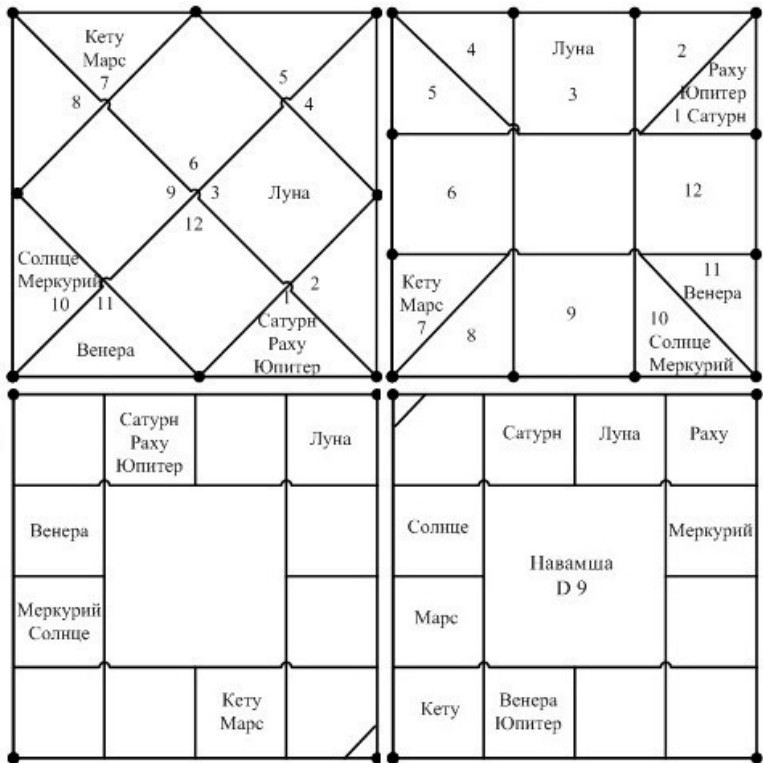 Кету
Марс
7
8
5
4
6
9
3
12
Луна
Солнце
Меркурий
10
11
Венера
2
1
Сатурн
Раху
Юпитер
4
Луна
3
2
Раху
Юпитер
1 Сатурн
5
6
12
Кету
Марс
7
8
9
11
Венера
10
Солнце
Меркурий
Сатурн
Раху
Юпитер
Луна
Венера
Меркурий
Солнце
Кету
Марс
Сатурн
Луна
Раху
Солнце
Меркурий
Навамша
D 9
Марс
Кету
Венера
Юпитер